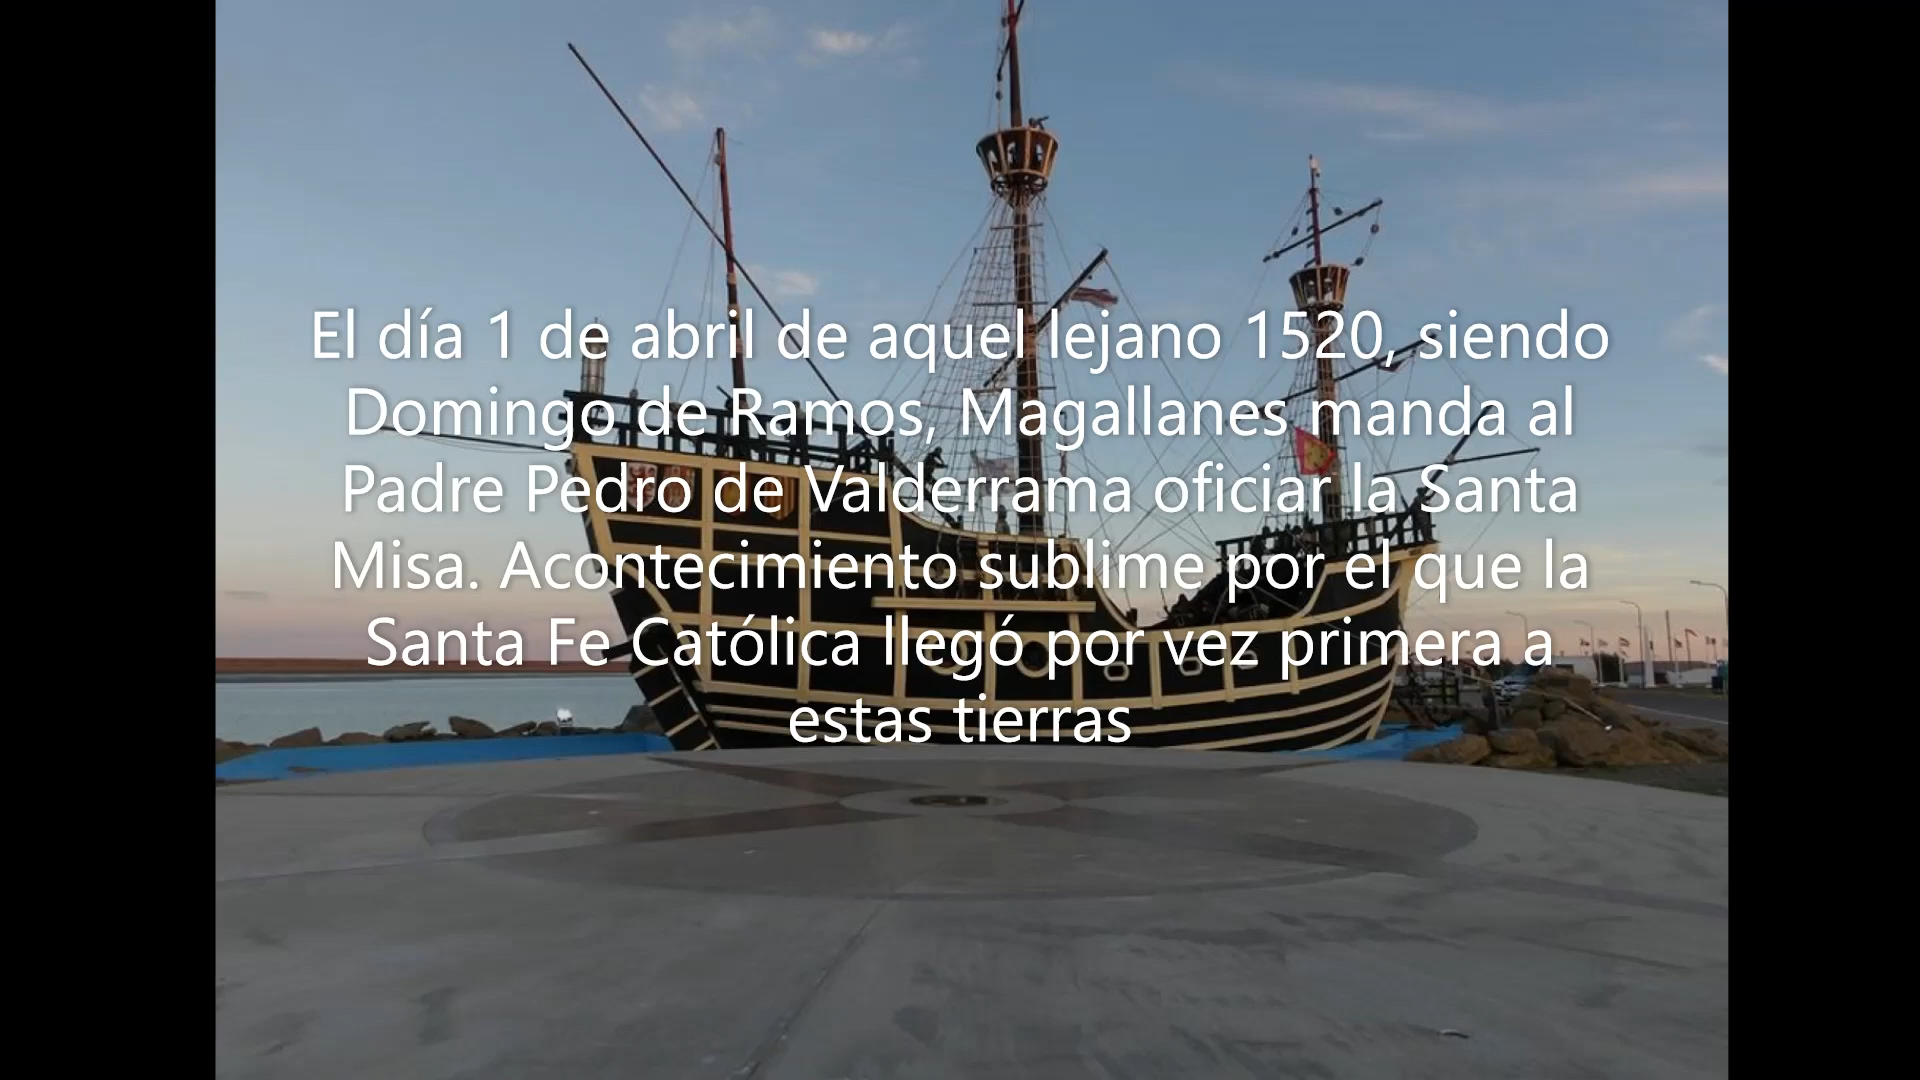 El día 1 de abril de aquel lejano 1520, siendo
Domingo de Ramos, Magallanes manda al
Padre Pedro de Valderrama oficiar la Santa
Misa. Acontecimiento sublime por el que la
Santa Fe Católica llegó por vez primera a
estas tierras